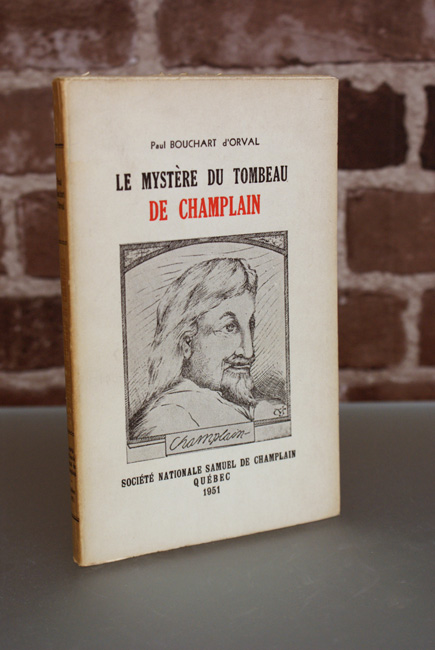 Paul BOUCHART d'ORVAL
LE MYSTÈRE DU TOMBEAU
DE CHAMPLAIN
Champlain
SOCIÉTÉ NATIONALE SAMUEL DE CHAMPLAIN
QUÉBEC
1951